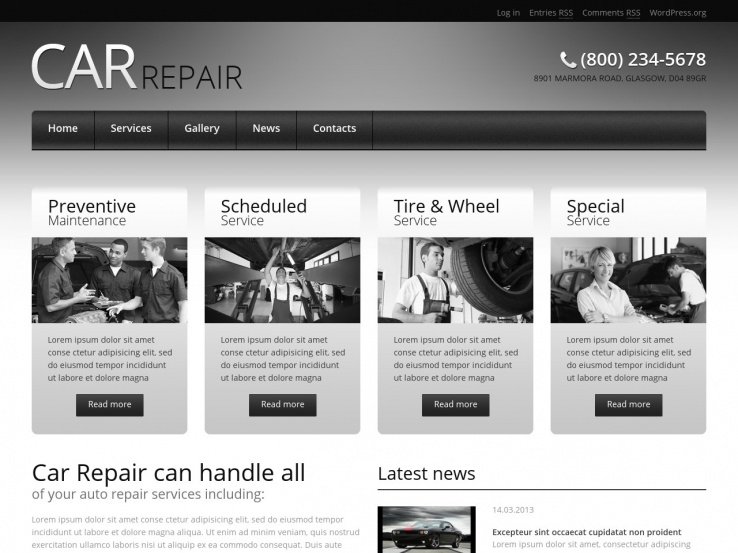 Log in Entries RSS Comments RSS WordPress.org
CAR REPAIR
(800) 234-5678
8901 MARMORA ROAD, GLASGOW, D04 89GR
Home Services Gallery News Contacts
Preventive
Maintenance
Lorem ipsum dolor sit amet
conse ctetur adipisicing elit, sed
do eiusmod tempor incididunt
ut labore et dolore magna
Read more
Scheduled
Service
Lorem ipsum dolor sit amet
conse ctetur adipisicing elit, sed
do eiusmod tempor incididunt
ut labore et dolore magna
Read more
Tire & Wheel
Service
Lorem ipsum dolor sit amet
conse ctetur adipisicing elit, sed
do eiusmod tempor incididunt
ut labore et dolore magna
Read more
Special
Service
Lorem ipsum dolor sit amet
conse ctetur adipisicing elit, sed
do eiusmod tempor incididunt
ut labore et dolore magna
Read more
Car Repair can handle all
of your auto repair services including:
Lorem ipsum dolor sit amet, consectetur adipisicing elit, sed do eiusmod tempor
incididunt ut labore et dolore magna aliqua. Ut enim ad minim veniam, quis nostrud
exercitation ullamco laboris nisi ut aliquip ex ea commodo consequat. Duis aute
Latest news
14.03.2013
Excepteur sint occaecat cupidatat non proident
Lorem ipsum dolor sit amet, consectetur adipisicing